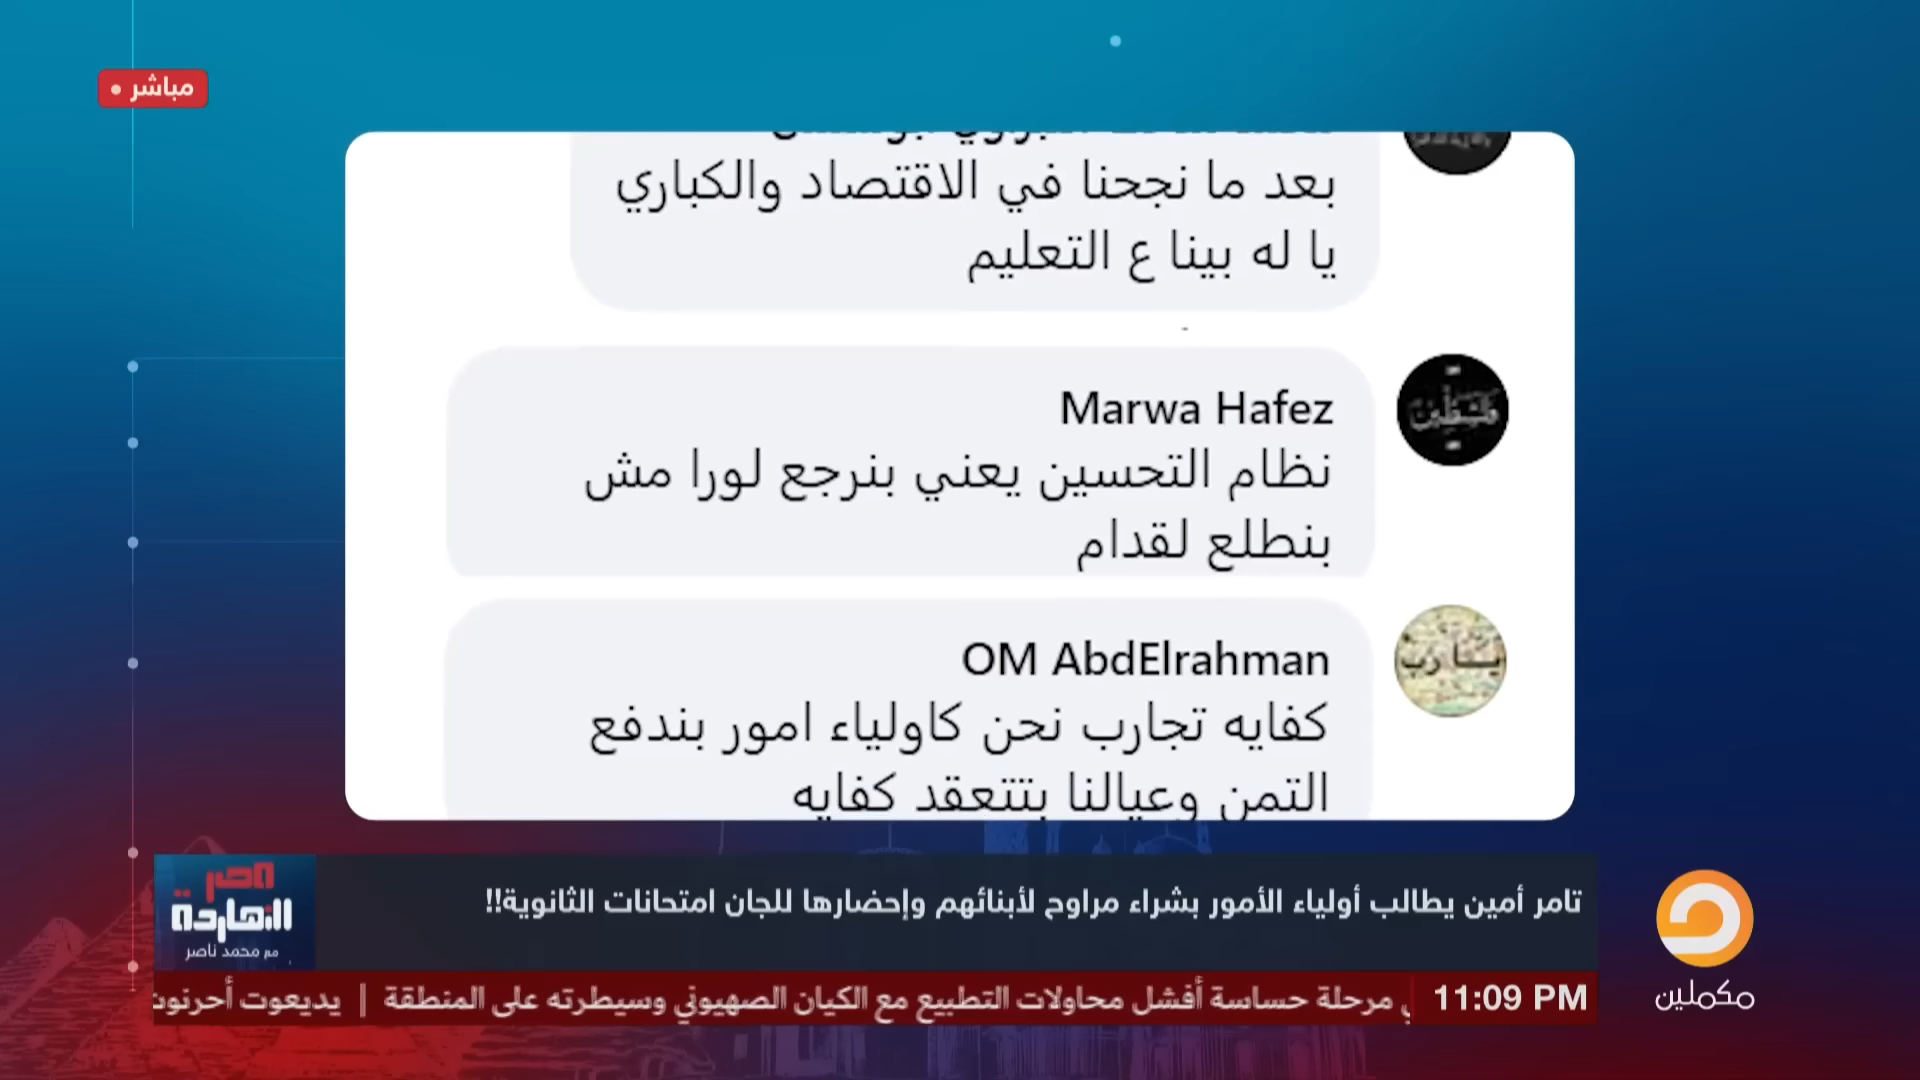 مباشر
بعد ما نجحنا في الاقتصاد والكباري
يا له بينا ع التعليم
Marwa Hafez
نظام التحسين يعني بنرجع لورا مش
بنطلع لقدام
OM AbdElrahman
كفايه تجارب نحن كاولياء امور بندفع
التمن وعيالنا بتتعقد كفايه
فلسطين
يا رب
تامر أمين يطالب أولياء الأمور بشراء مراوح لأبنائهم وإحضارها للجان امتحانات الثانوية!!
مصر
النهاردة
مع محمد ناصر
11:09 PM
مرحلة حساسة أفشل محاولات التطبيع مع الكيان الصهيوني وسيطرته على المنطقة | يديعوت أحرنوت
مكملين